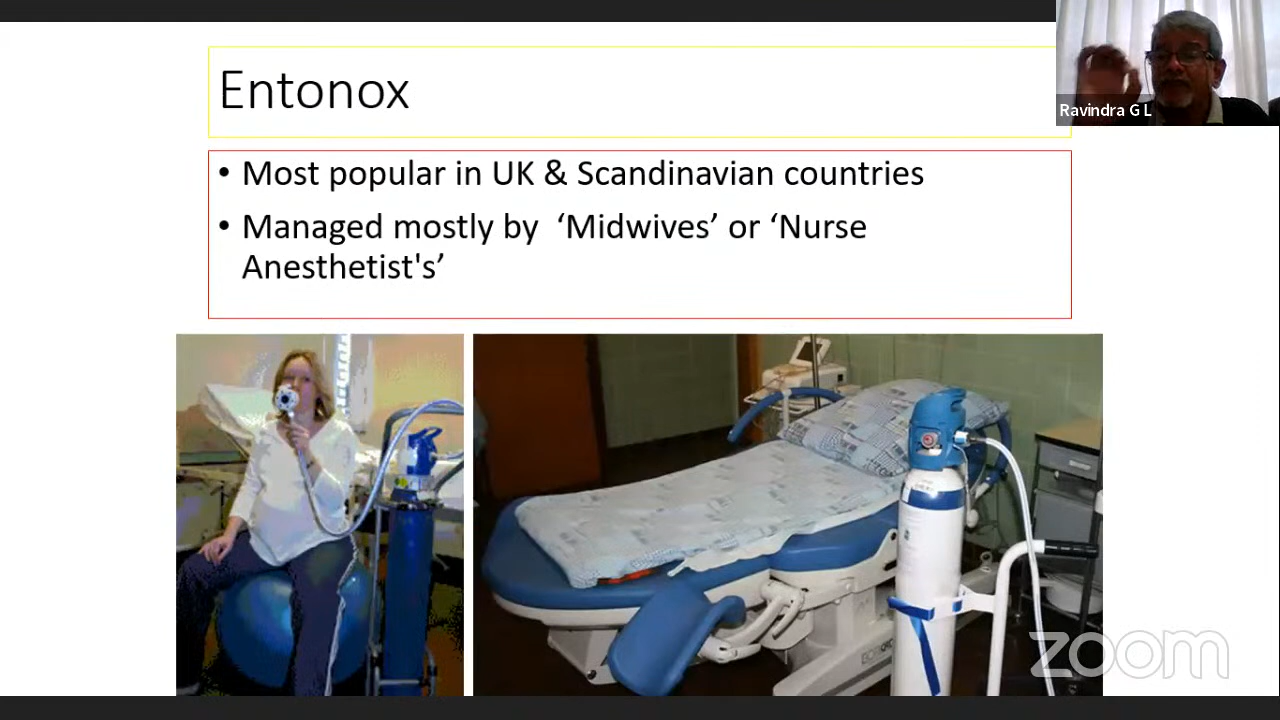 Entonox
Ravindra G L
• Most popular in UK & Scandinavian countries
• Managed mostly by ‘Midwives’ or ‘Nurse
Anesthetist's’
zoom